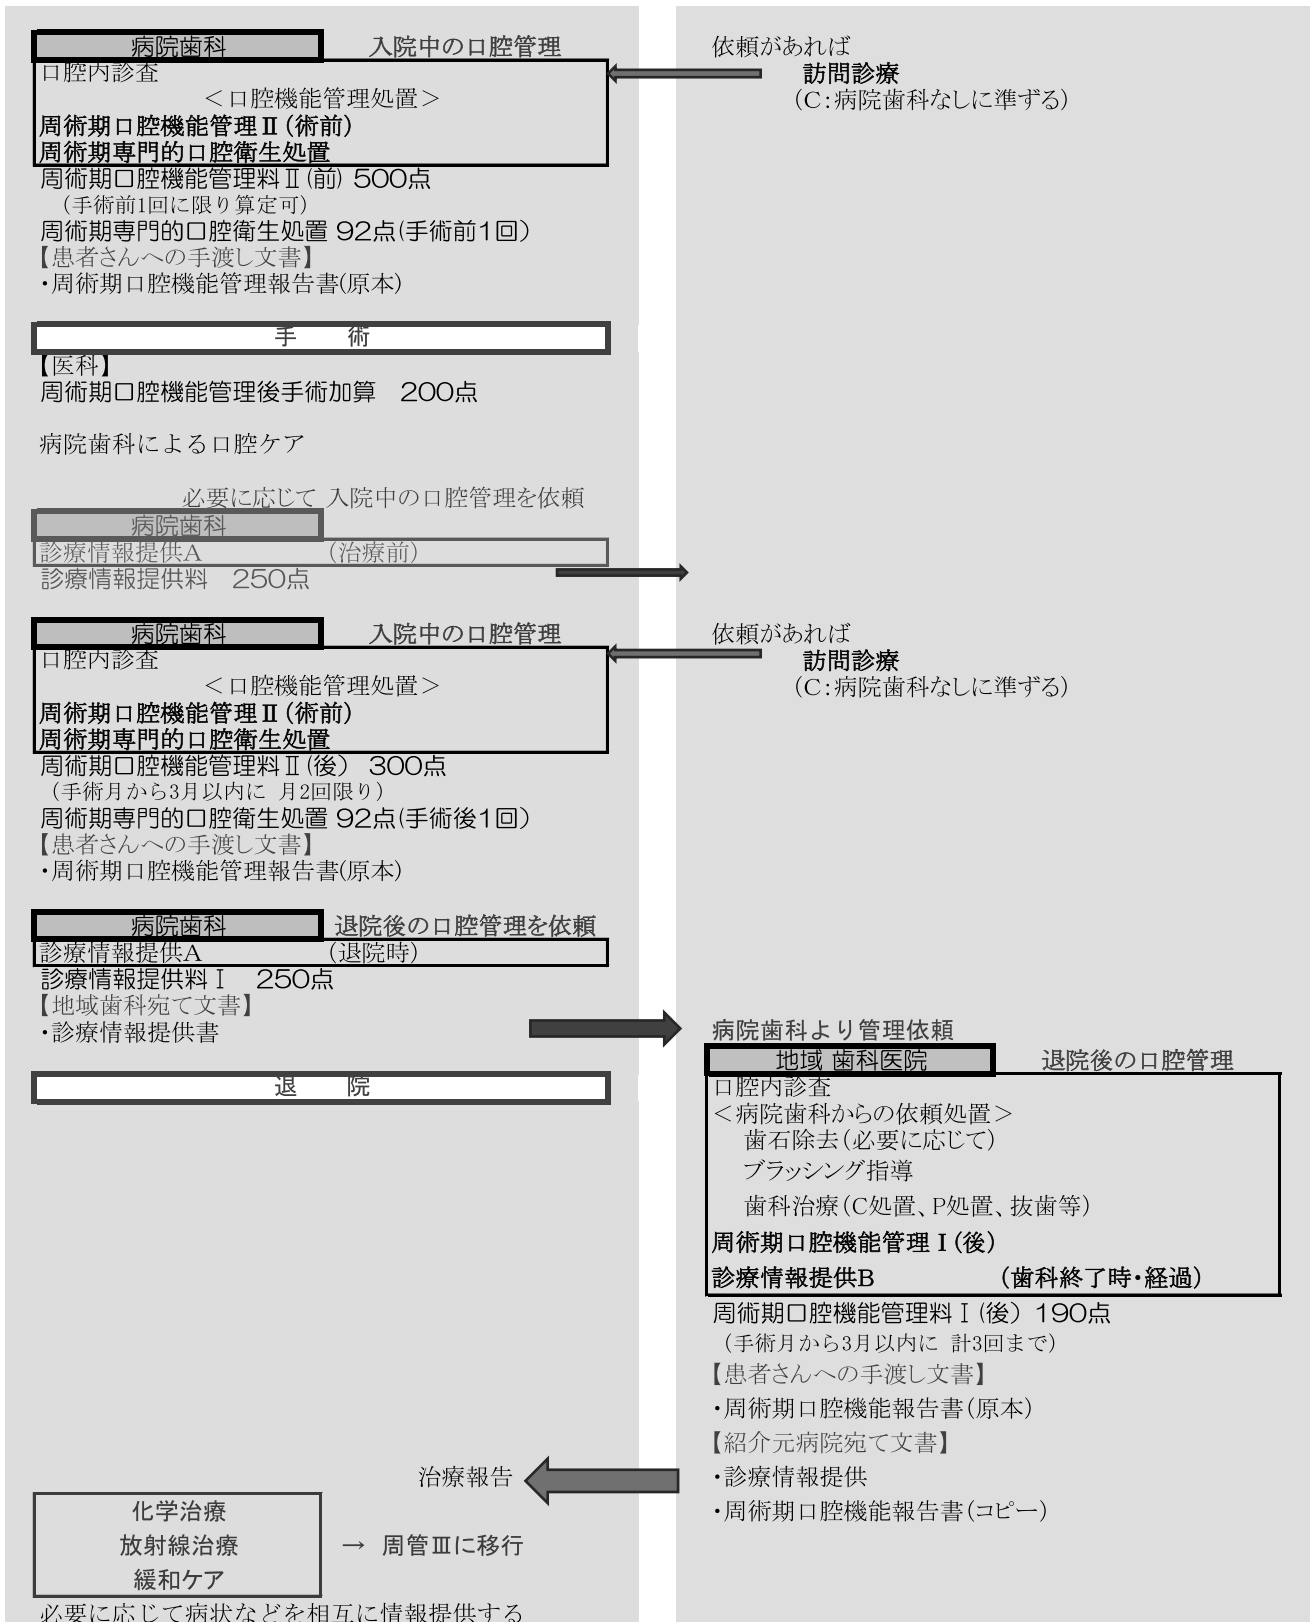 病院歯科　入院中の口腔管理
口腔内診査
＜口腔機能管理処置＞
周術期口腔機能管理Ⅱ(術前)
周術期専門的口腔衛生処置
周術期口腔機能管理料Ⅱ(前) 500点
(手術前1回に限り算定可)
周術期専門的口腔衛生処置 92点(手術前1回)
【患者さんへの手渡し文書】
・周術期口腔機能管理報告書(原本)
依頼があれば
訪問診療
(C:病院歯科なしに準ずる)
手　術
【医科】
周術期口腔機能管理後手術加算　200点
病院歯科による口腔ケア
必要に応じて 入院中の口腔管理を依頼
病院歯科
診療情報提供A　(治療前)
診療情報提供料　250点
病院歯科　入院中の口腔管理
口腔内診査
＜口腔機能管理処置＞
周術期口腔機能管理Ⅱ(術前)
周術期専門的口腔衛生処置
周術期口腔機能管理料Ⅱ(後)　300点
(手術月から3月以内に 月2回限り)
周術期専門的口腔衛生処置 92点(手術後1回)
【患者さんへの手渡し文書】
・周術期口腔機能管理報告書(原本)
依頼があれば
訪問診療
(C:病院歯科なしに準ずる)
病院歯科　退院後の口腔管理を依頼
診療情報提供A　(退院時)
診療情報提供料Ⅰ　250点
【地域歯科宛て文書】
・診療情報提供書
退　院
病院歯科より管理依頼
地域 歯科医院　退院後の口腔管理
口腔内診査
＜病院歯科からの依頼処置＞
歯石除去(必要に応じて)
ブラッシング指導
歯科治療(C処置、P処置、抜歯等)
周術期口腔機能管理Ⅰ(後)
診療情報提供B　(歯科終了時・経過)
周術期口腔機能管理料Ⅰ(後) 190点
(手術月から3月以内に 計3回まで)
【患者さんへの手渡し文書】
・周術期口腔機能報告書(原本)
【紹介元病院宛て文書】
・診療情報提供
・周術期口腔機能報告書(コピー)
治療報告
化学治療
放射線治療
緩和ケア
→ 周管Ⅲに移行
必要に応じて病状などを相互に情報提供する